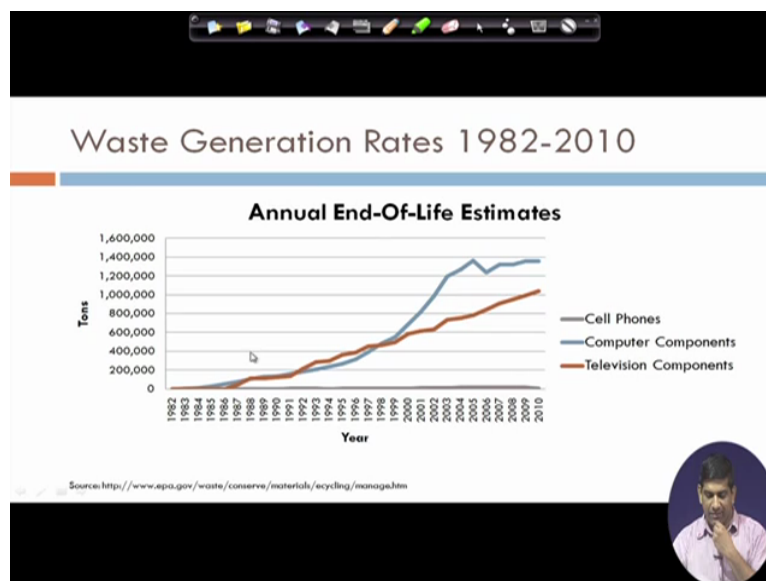 Waste Generation Rates 1982-2010
Annual End-Of-Life Estimates
1,600,000
1,400,000
1,200,000
1,000,000
800,000
600,000
400,000
200,000
0
Tons
1982 1983 1984 1985 1986 1987 1988 1989 1990 1991 1992 1993 1994 1995 1996 1997 1998 1999 2000 2001 2002 2003 2004 2005 2006 2007 2008 2009 2010
Year
Cell Phones
Computer Components
Television Components
Source: http://www.epa.gov/waste/conserve/materials/ecycling/manage.htm